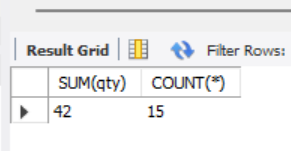 Result Grid Filter Rows:
SUM(qty) COUNT(*)
42 15